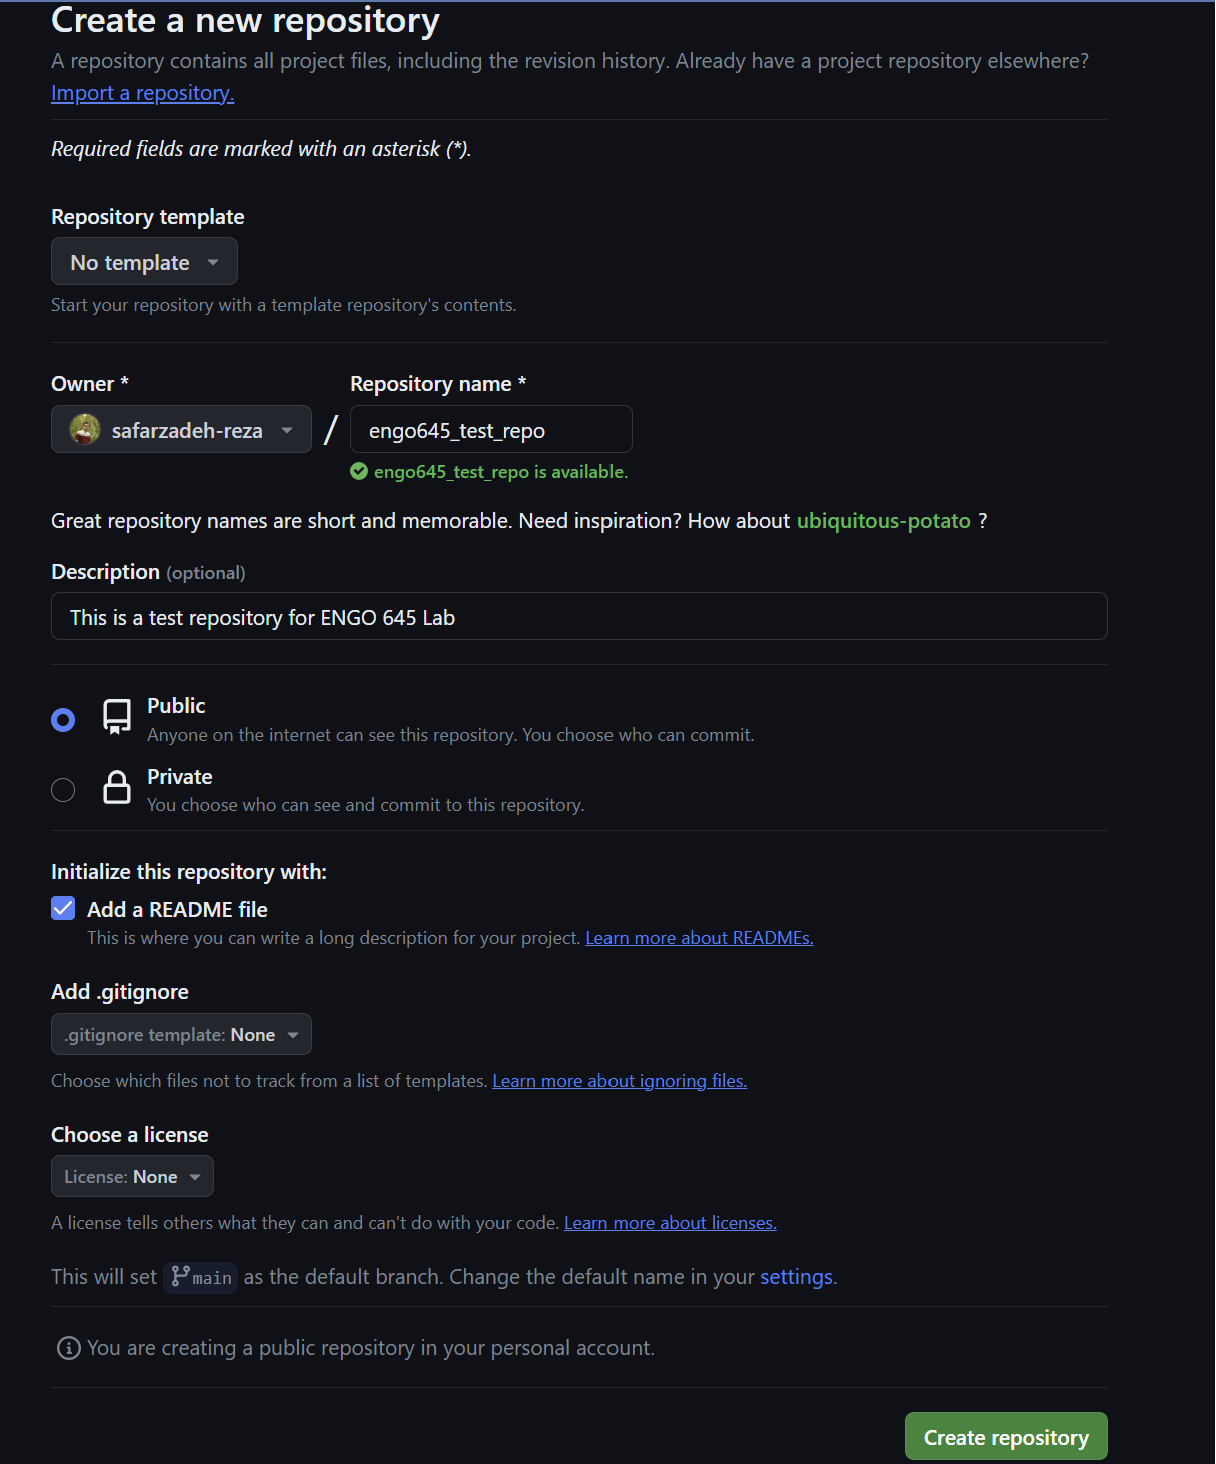 Create a new repository
A repository contains all project files, including the revision history. Already have a project repository elsewhere?
Import a repository.
Required fields are marked with an asterisk (*).
Repository template
No template
Start your repository with a template repository's contents.
Owner *
Repository name *
safarzadeh-reza
/
engo645_test_repo
engo645_test_repo is available.
Great repository names are short and memorable. Need inspiration? How about ubiquitous-potato ?
Description (optional)
This is a test repository for ENGO 645 Lab
Public
Anyone on the internet can see this repository. You choose who can commit.
Private
You choose who can see and commit to this repository.
Initialize this repository with:
Add a README file
This is where you can write a long description for your project. Learn more about READMEs.
Add .gitignore
.gitignore template: None
Choose which files not to track from a list of templates. Learn more about ignoring files.
Choose a license
License: None
A license tells others what they can and can't do with your code. Learn more about licenses.
This will set main as the default branch. Change the default name in your settings.
You are creating a public repository in your personal account.
Create repository